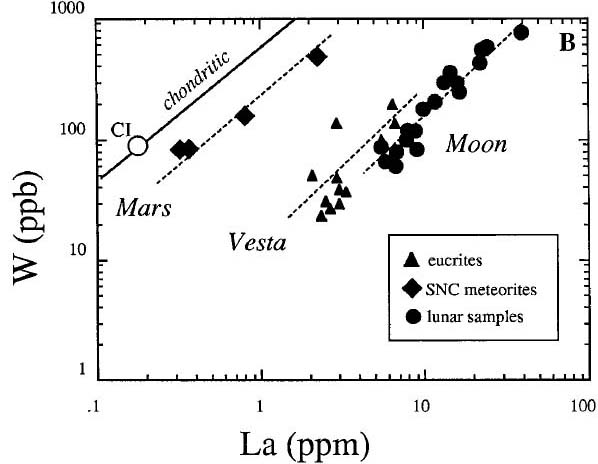 1000
B
chondritic
CI
100
Moon
Mars
Vesta
W (ppb)
10
eucrites
SNC meteorites
lunar samples
1
.1
1
10
100
La (ppm)